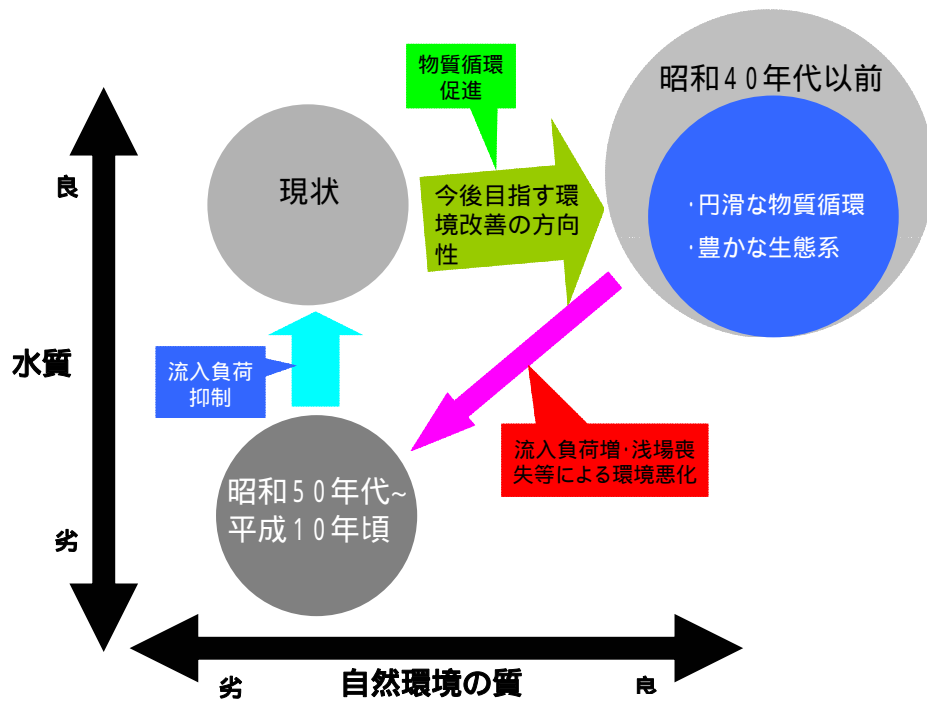 物質循環
促進
昭和40年代以前
良
現状
今後目指す環
境改善の方向
性
・円滑な物質循環
・豊かな生態系
水質
流入負荷
抑制
流入負荷増・浅場喪
失等による環境悪化
昭和50年代~
平成10年頃
劣
劣
自然環境の質
良